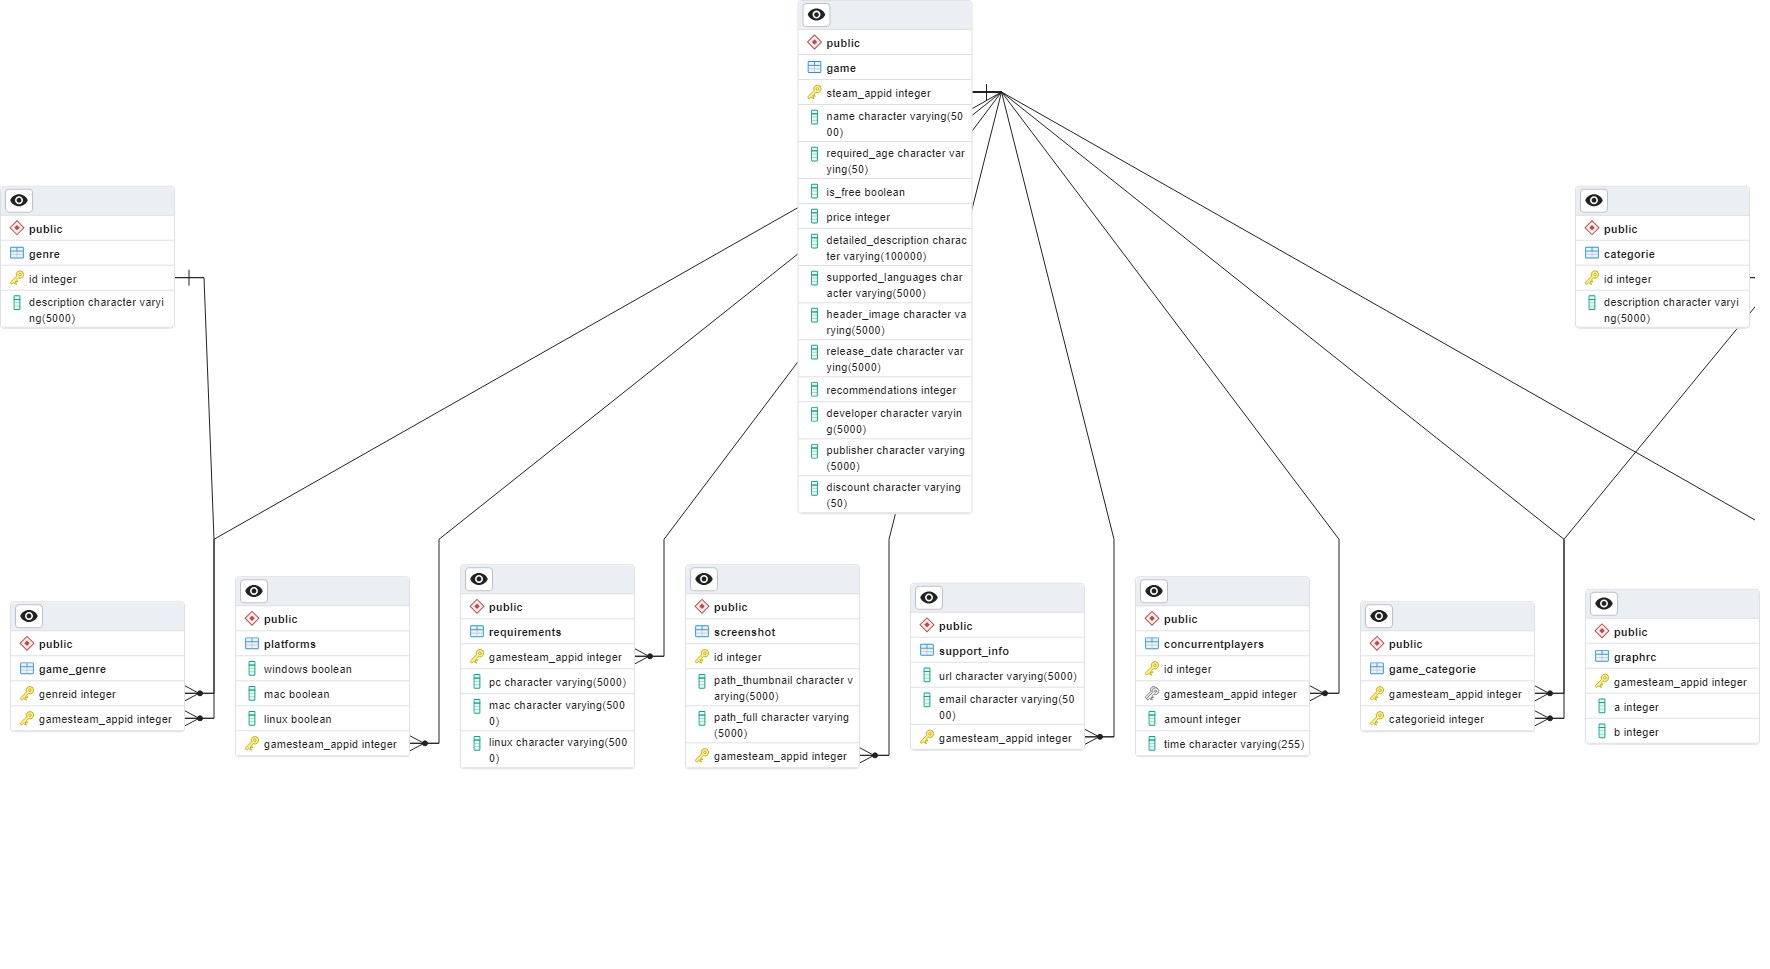 public
game
steam_appid integer
name character varying(50
00)
required_age character var
ying(50)
is_free boolean
price integer
detailed_description charac
ter varying(100000)
supported_languages char
acter varying(5000)
header_image character va
rying(5000)
release_date character var
ying(5000)
recommendations integer
developer character varyin
g(5000)
publisher character varying
(5000)
discount character varying
(50)
public
genre
id integer
description character varyi
ng(5000)
public
categorie
id integer
description character varyi
ng(5000)
public
game_genre
genreid integer
gamesteam_appid integer
public
platforms
windows boolean
mac boolean
linux boolean
gamesteam_appid integer
public
requirements
gamesteam_appid integer
pc character varying(5000)
mac character varying(500
0)
linux character varying(500
0)
public
screenshot
id integer
path_thumbnail character v
arying(5000)
path_full character varying
(5000)
gamesteam_appid integer
public
support_info
url character varying(5000)
email character varying(50
00)
gamesteam_appid integer
public
concurrentplayers
id integer
gamesteam_appid integer
amount integer
time character varying(255)
public
game_categorie
gamesteam_appid integer
categorieid integer
public
graphrc
gamesteam_appid integer
a integer
b integer